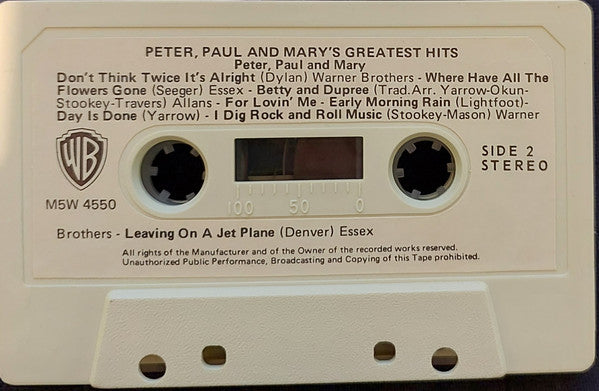 PETER, PAUL AND MARY'S GREATEST HITS
Peter, Paul and Mary
Don't Think Twice It's Alright (Dylan) Warner Brothers - Where Have All The
Flowers Gone (Seeger) Essex - Betty and Dupree (Trad.Arr. Yarrow-Okun-
Stookey-Travers) Allans - For Lovin' Me - Early Morning Rain (Lightfoot)-
Day Is Done (Yarrow) - I Dig Rock and Roll Music (Stookey-Mason) Warner
WB
SIDE 2
STEREO
M5W 4550
100 50 0
Brothers - Leaving On A Jet Plane (Denver) Essex
All rights of the Manufacturer and of the Owner of the recorded works reserved.
Unauthorized Public Performance, Broadcasting and Copying of this Tape prohibited.